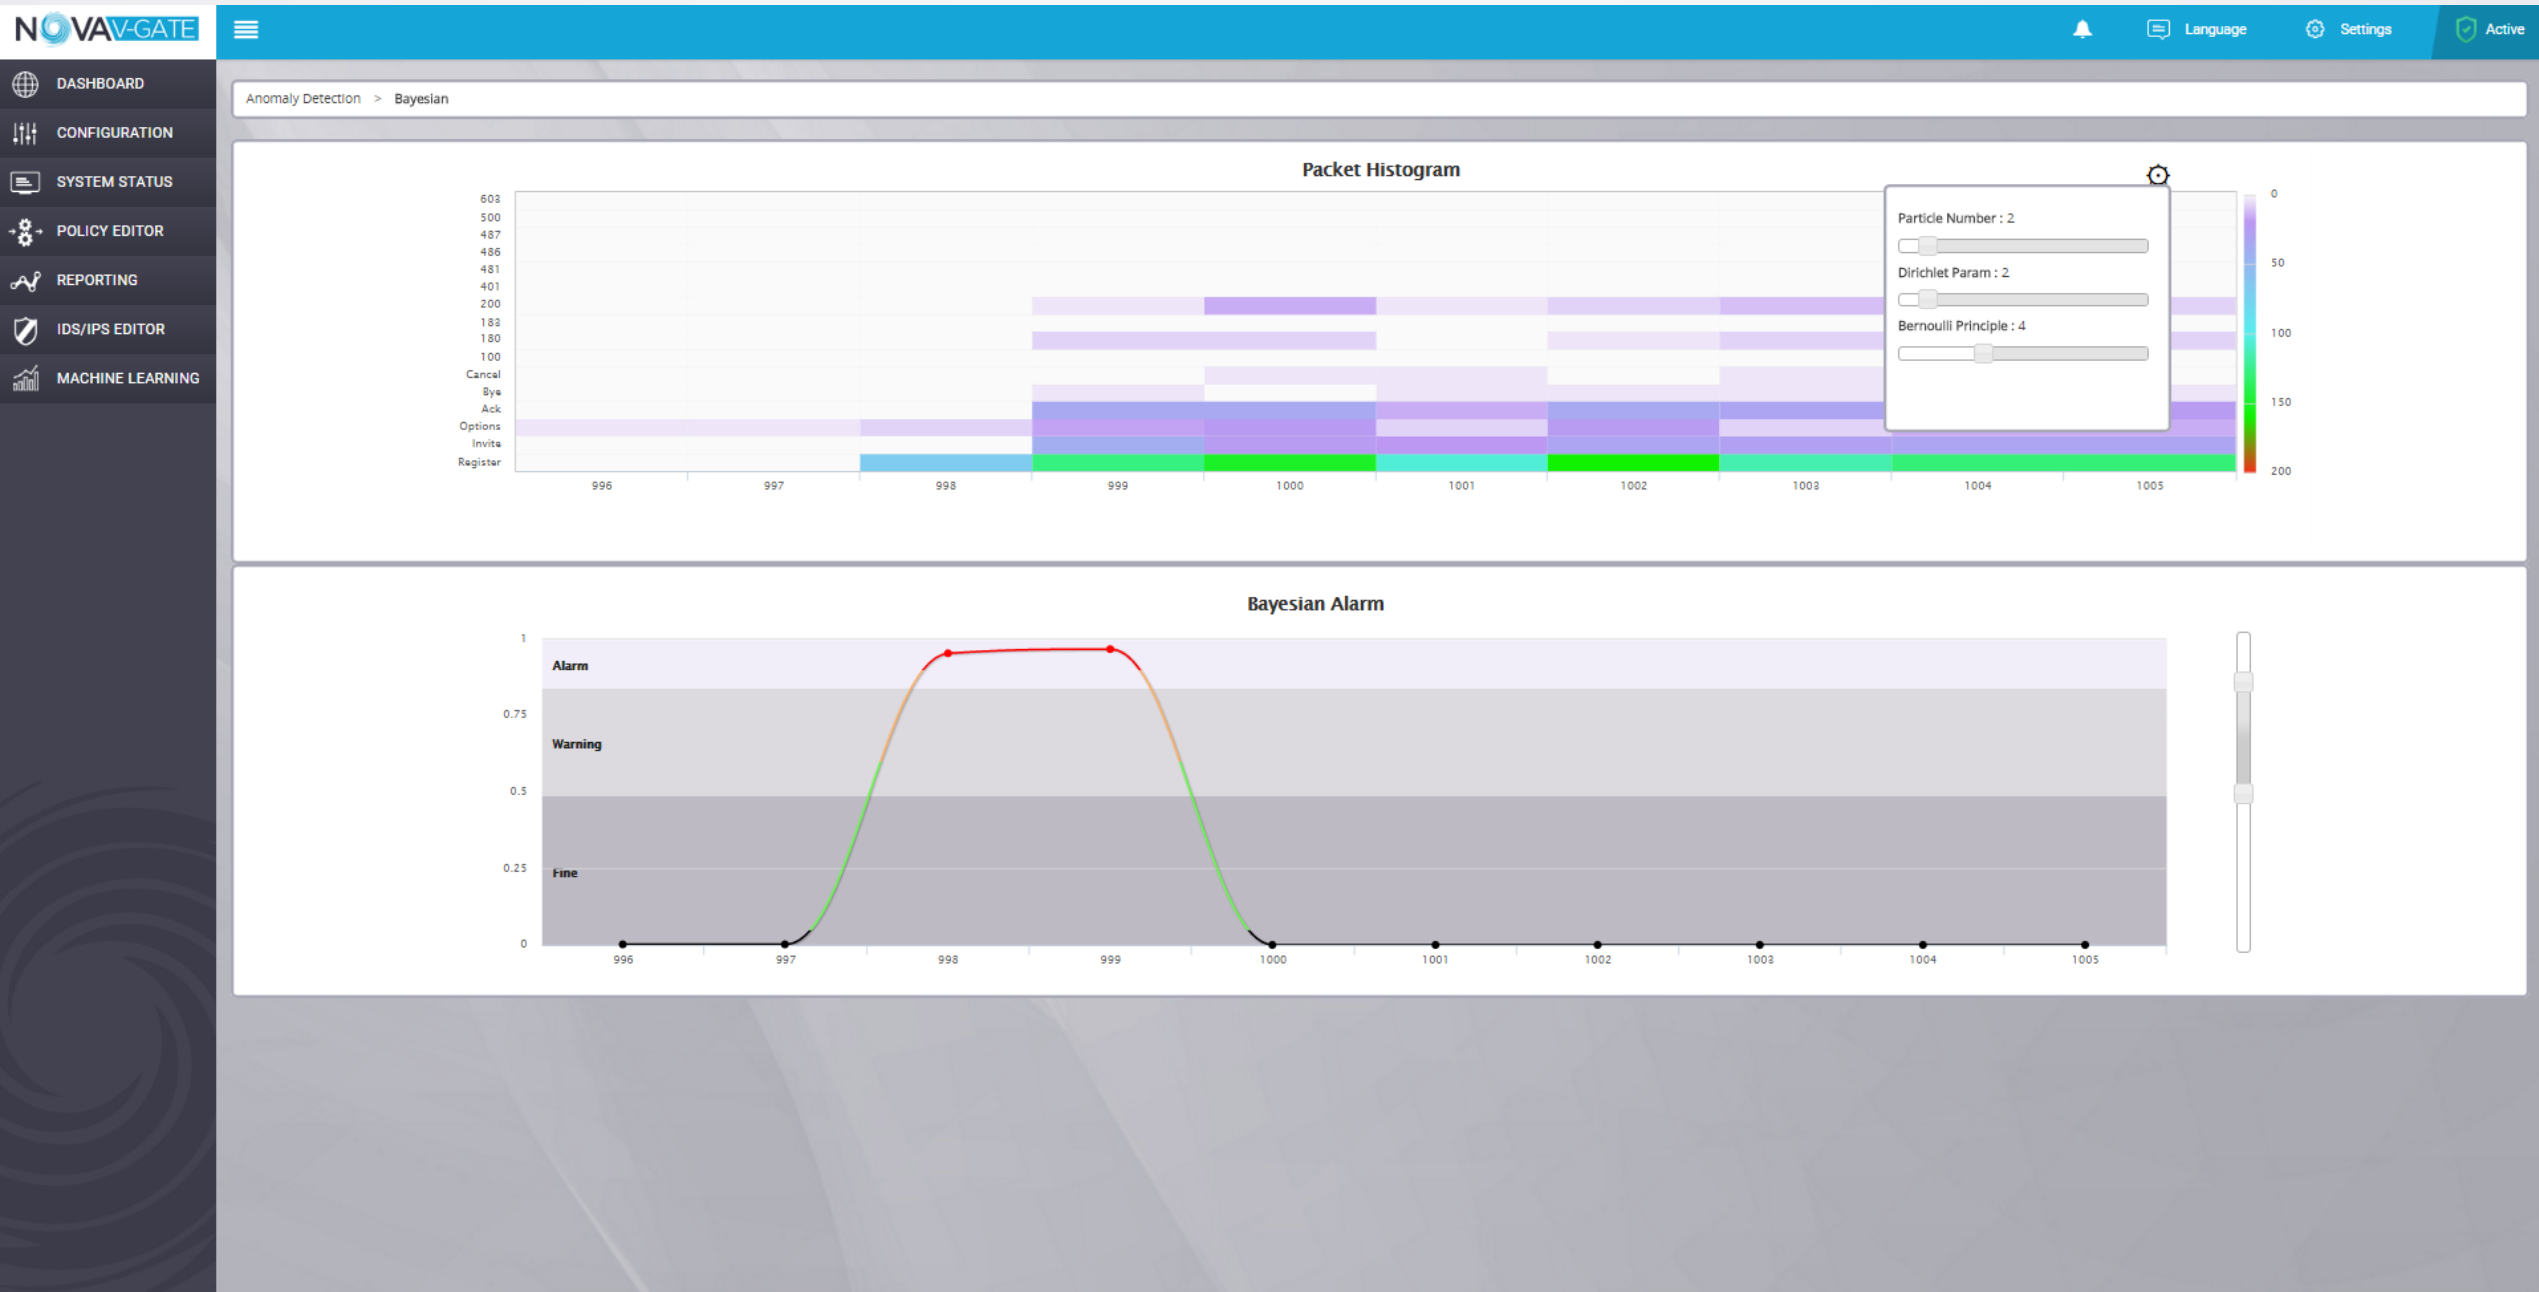 NOVA V-GATE
Language
Settings
Active
DASHBOARD
CONFIGURATION
SYSTEM STATUS
POLICY EDITOR
REPORTING
IDS/IPS EDITOR
MACHINE LEARNING
Anomaly Detection > Bayesian
Packet Histogram
603
500
487
486
481
401
200
183
180
100
Cancel
Bye
Ack
Options
Invite
Register
996 997 998 999 1000 1001 1002 1003 1004 1005
Particle Number : 2
Dirichlet Param : 2
Bernoulli Principle : 4
0
50
100
150
200
Bayesian Alarm
1
0.75
0.5
0.25
0
Alarm
Warning
Fine
996 997 998 999 1000 1001 1002 1003 1004 1005